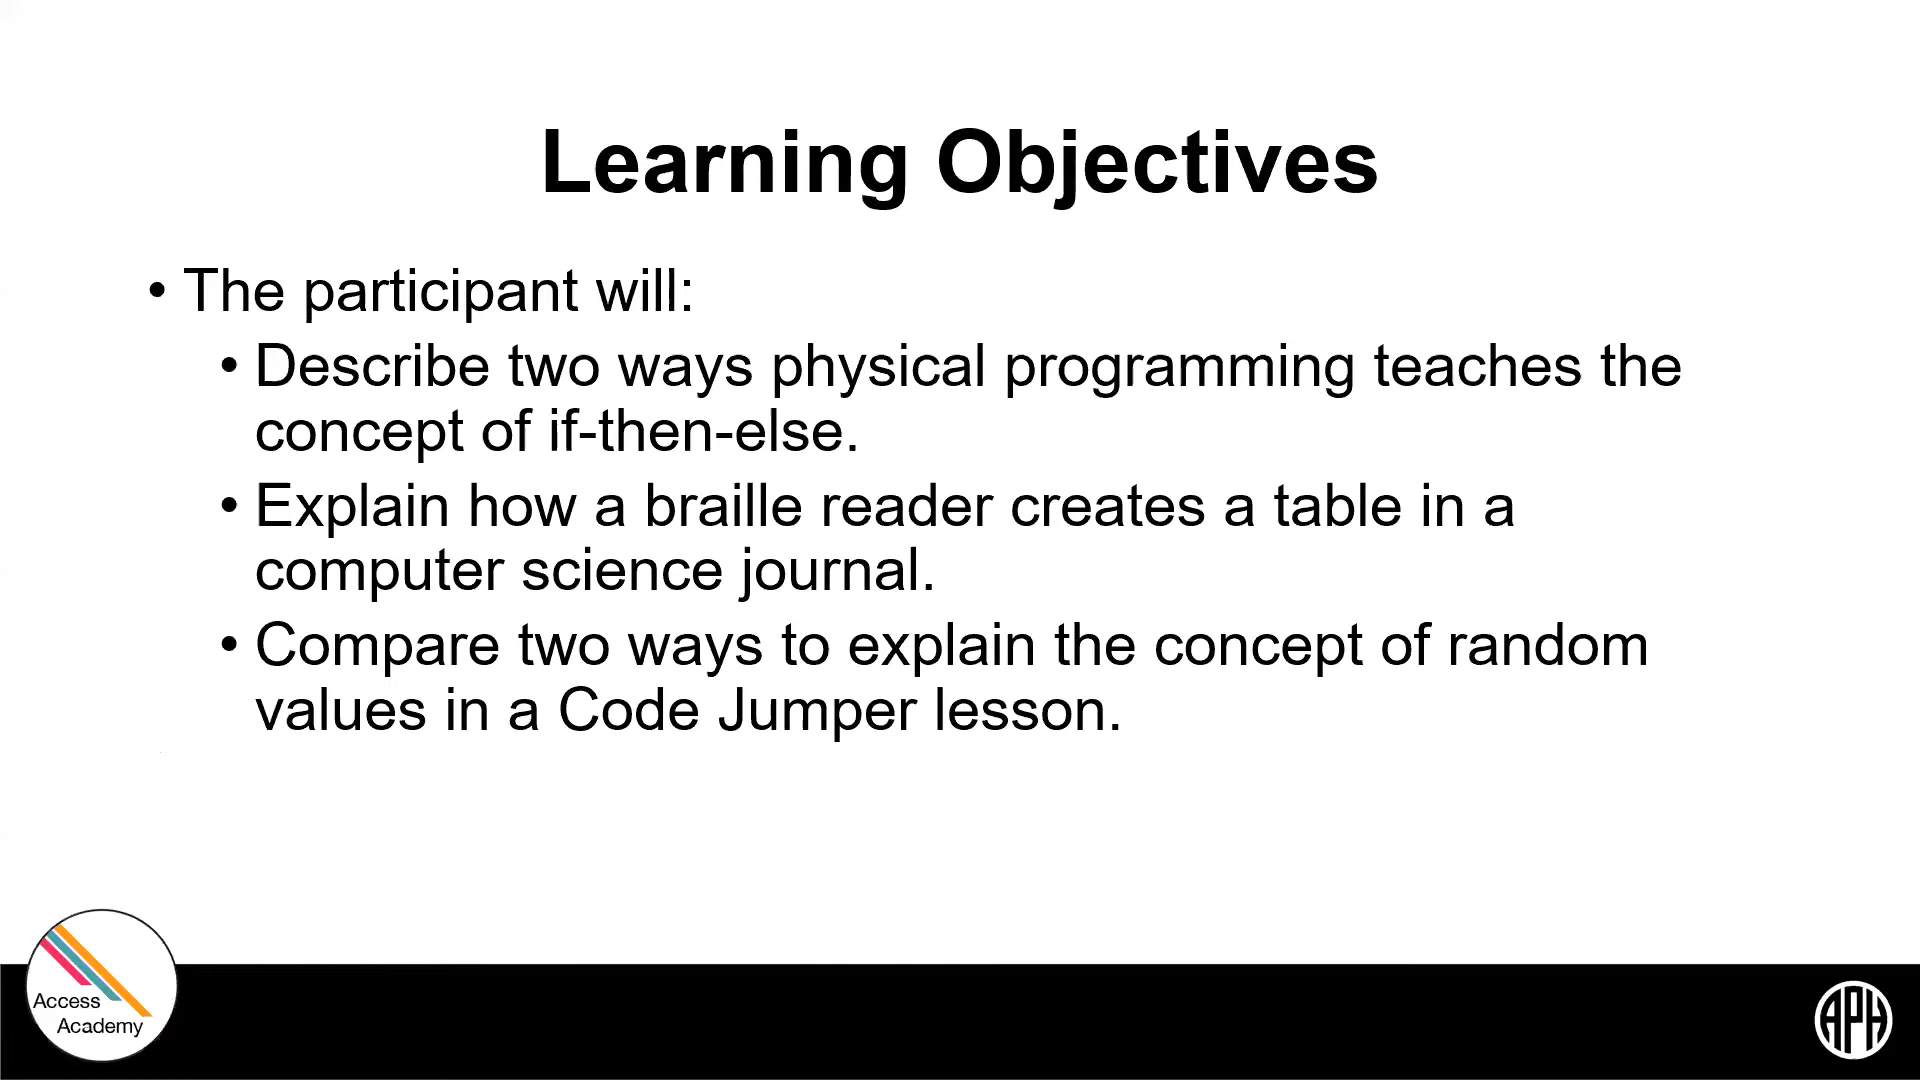 Learning Objectives
• The participant will:
• Describe two ways physical programming teaches the
concept of if-then-else.
• Explain how a braille reader creates a table in a
computer science journal.
• Compare two ways to explain the concept of random
values in a Code Jumper lesson.
Access
Academy
APH